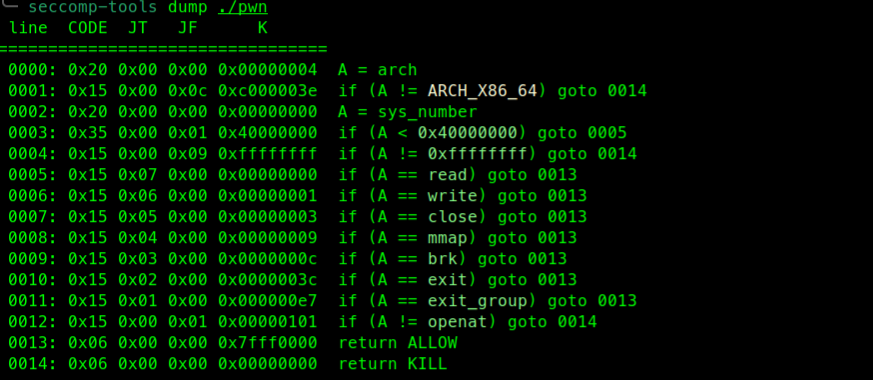 seccomp-tools dump ./pwn
line  CODE  JT   JF      K
=================================
0000: 0x20 0x00 0x00 0x00000004  A = arch
0001: 0x15 0x00 0x0c 0xc000003e  if (A != ARCH_X86_64) goto 0014
0002: 0x20 0x00 0x00 0x00000000  A = sys_number
0003: 0x35 0x00 0x01 0x40000000  if (A < 0x40000000) goto 0005
0004: 0x15 0x00 0x09 0xffffffff  if (A != 0xffffffff) goto 0014
0005: 0x15 0x07 0x00 0x00000000  if (A == read) goto 0013
0006: 0x15 0x06 0x00 0x00000001  if (A == write) goto 0013
0007: 0x15 0x05 0x00 0x00000003  if (A == close) goto 0013
0008: 0x15 0x04 0x00 0x00000009  if (A == mmap) goto 0013
0009: 0x15 0x03 0x00 0x0000000c  if (A == brk) goto 0013
0010: 0x15 0x02 0x00 0x0000003c  if (A == exit) goto 0013
0011: 0x15 0x01 0x00 0x000000e7  if (A == exit_group) goto 0013
0012: 0x15 0x00 0x01 0x00000101  if (A != openat) goto 0014
0013: 0x06 0x00 0x00 0x7fff0000  return ALLOW
0014: 0x06 0x00 0x00 0x00000000  return KILL